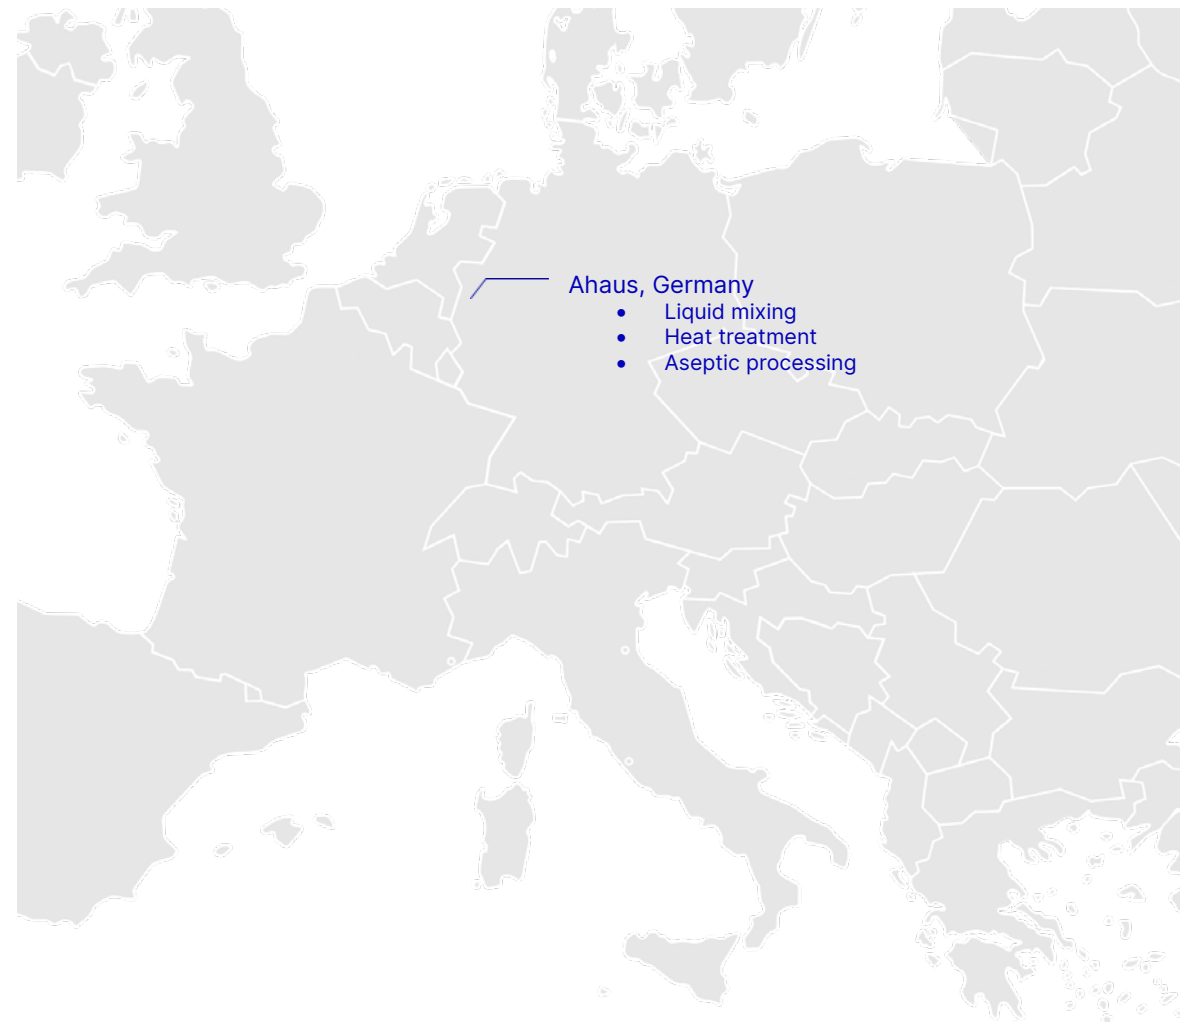 Ahaus, Germany
• Liquid mixing
• Heat treatment
• Aseptic processing